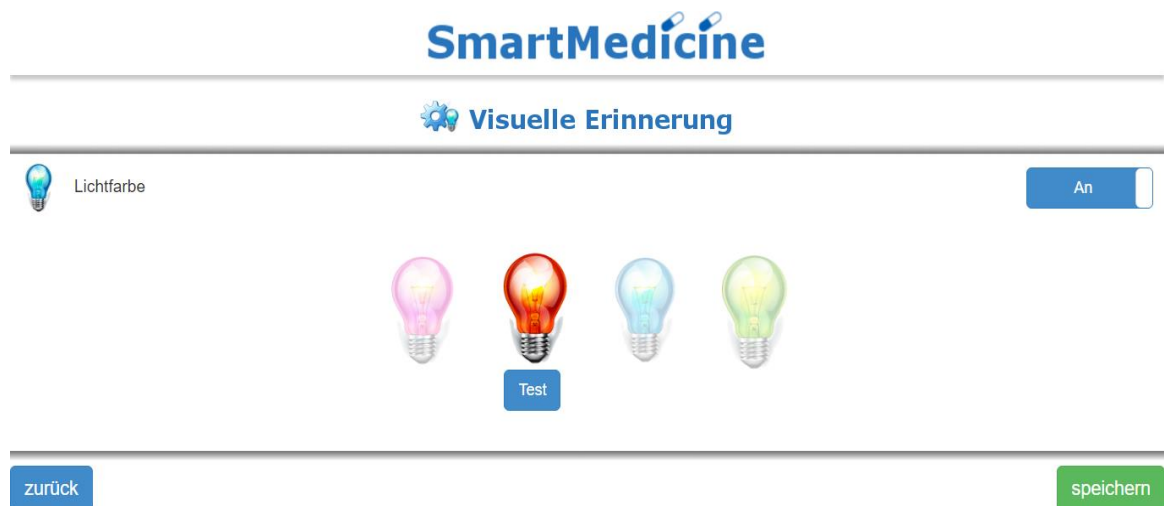 SmartMedicine
Visuelle Erinnerung
Lichtfarbe
An
Test
zurück
speichern